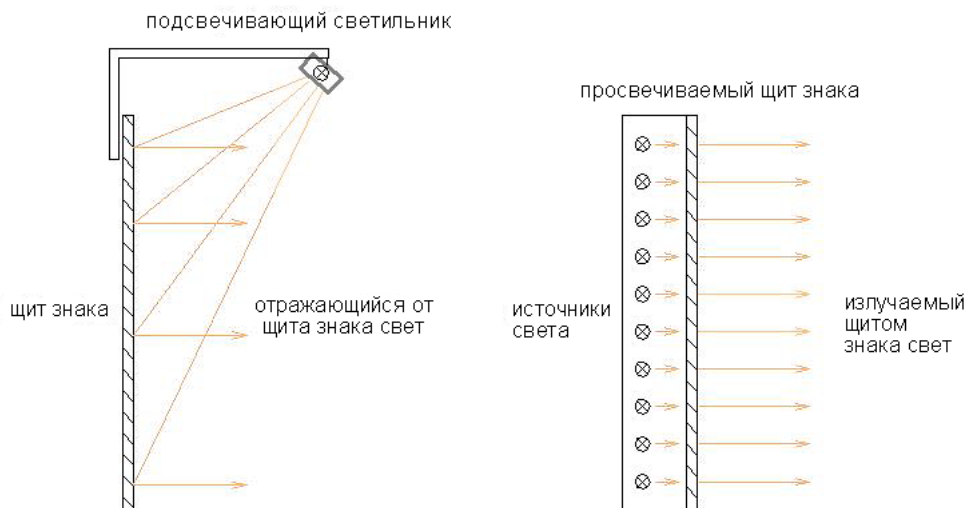 подсвечивающий светильник
щит знака
отражающийся от
щита знака свет
просвечиваемый щит знака
источники
света
излучаемый
щитом
знака свет